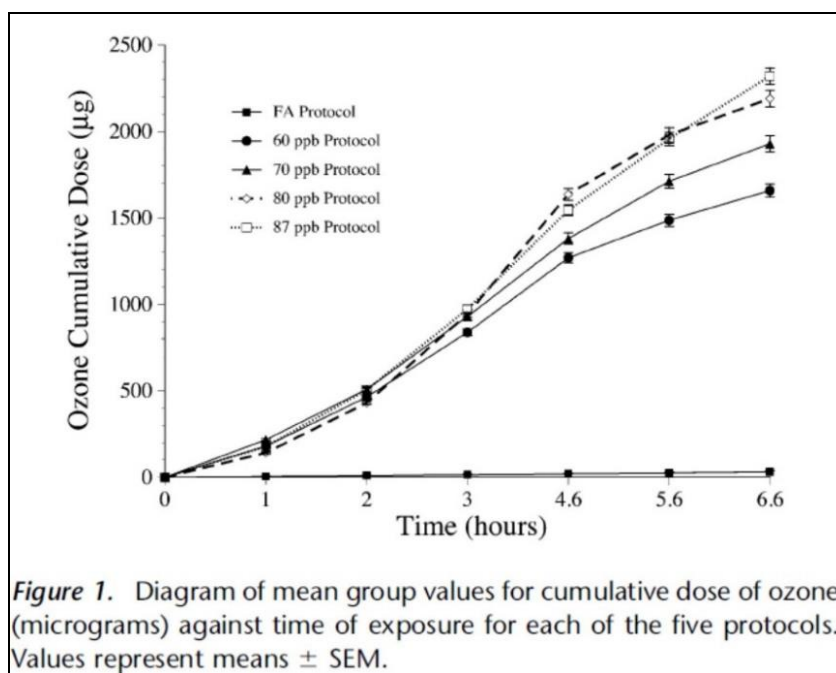 2500
2000
1500
1000
500
0
Ozone Cumulative Dose (µg)
FA Protocol
60 ppb Protocol
70 ppb Protocol
80 ppb Protocol
87 ppb Protocol
0 1 2 3 4.6 5.6 6.6
Time (hours)
Figure 1. Diagram of mean group values for cumulative dose of ozone
(micrograms) against time of exposure for each of the five protocols.
Values represent means ± SEM.